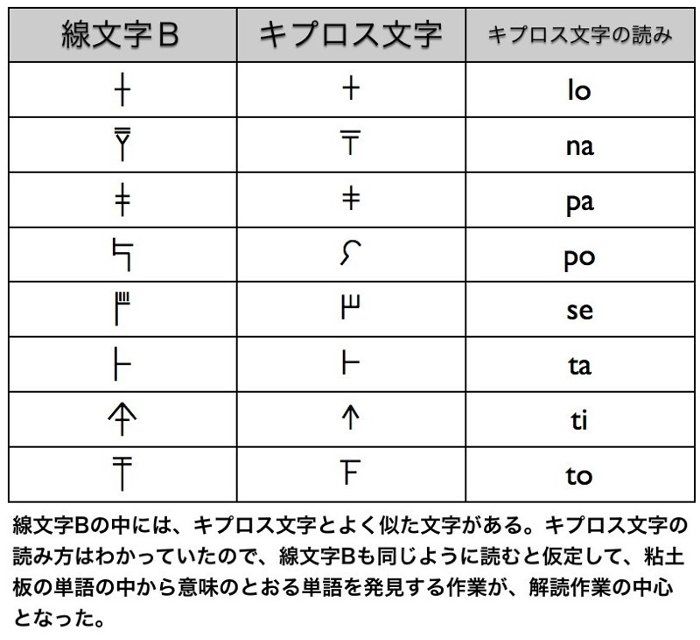 線文字B キプロス文字 キプロス文字の読み
𐀫 𐠒 lo
𐀙 𐠙 na
𐀞 𐠞 pa
𐀡 𐠡 po
𐀮 𐠩 se
𐀲 𐠭 ta
𐀴 𐠯 ti
𐀵 𐠰 to
線文字Bの中には、キプロス文字とよく似た文字がある。キプロス文字の
読み方はわかっていたので、線文字Bも同じように読むと仮定して、粘土
板の単語の中から意味のとおる単語を発見する作業が、解読作業の中心
となった。